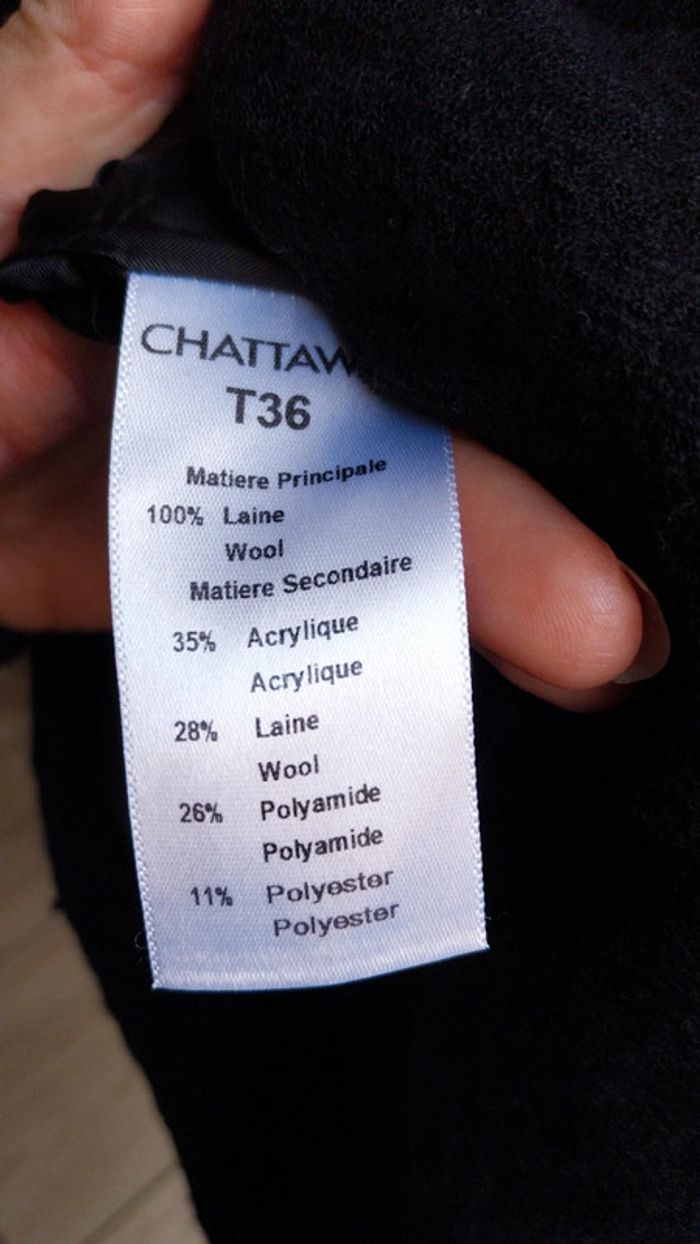 CHATTAW
T36
Matiere Principale
100% Laine
Wool
Matiere Secondaire
35% Acrylique
Acrylique
28% Laine
Wool
26% Polyamide
Polyamide
11% Polyester
Polyester